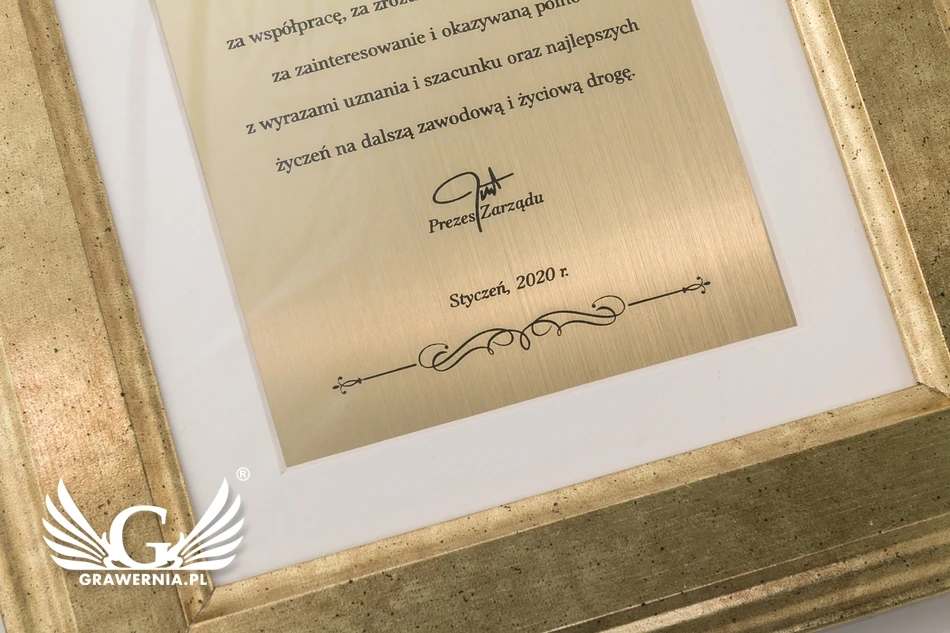 za współpracę, za
za zainteresowanie i okazywaną
z wyrazami uznania i szacunku oraz najlepszych
życzeń na dalszą zawodową i życiową drogę.
Prezes Zarządu
Styczeń, 2020 r.
G
®
GRAWERNIA.PL